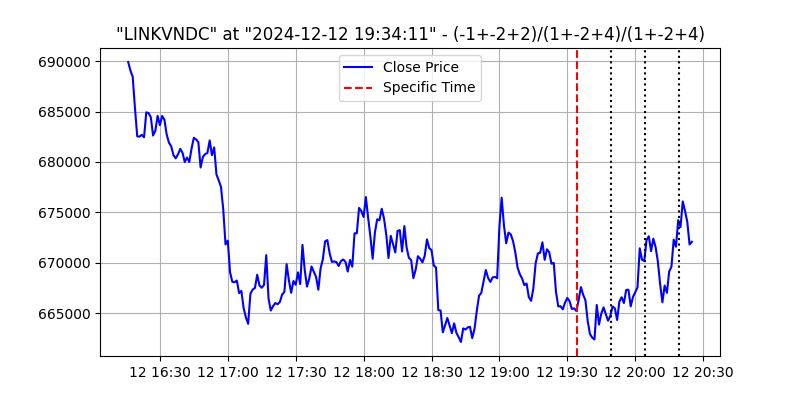 "LINKVNDC" at "2024-12-12 19:34:11" - (-1+-2+2)/(1+-2+4)/(1+-2+4)
Close Price
Specific Time
690000
685000
680000
675000
670000
665000
12 16:30 12 17:00 12 17:30 12 18:00 12 18:30 12 19:00 12 19:30 12 20:00 12 20:30